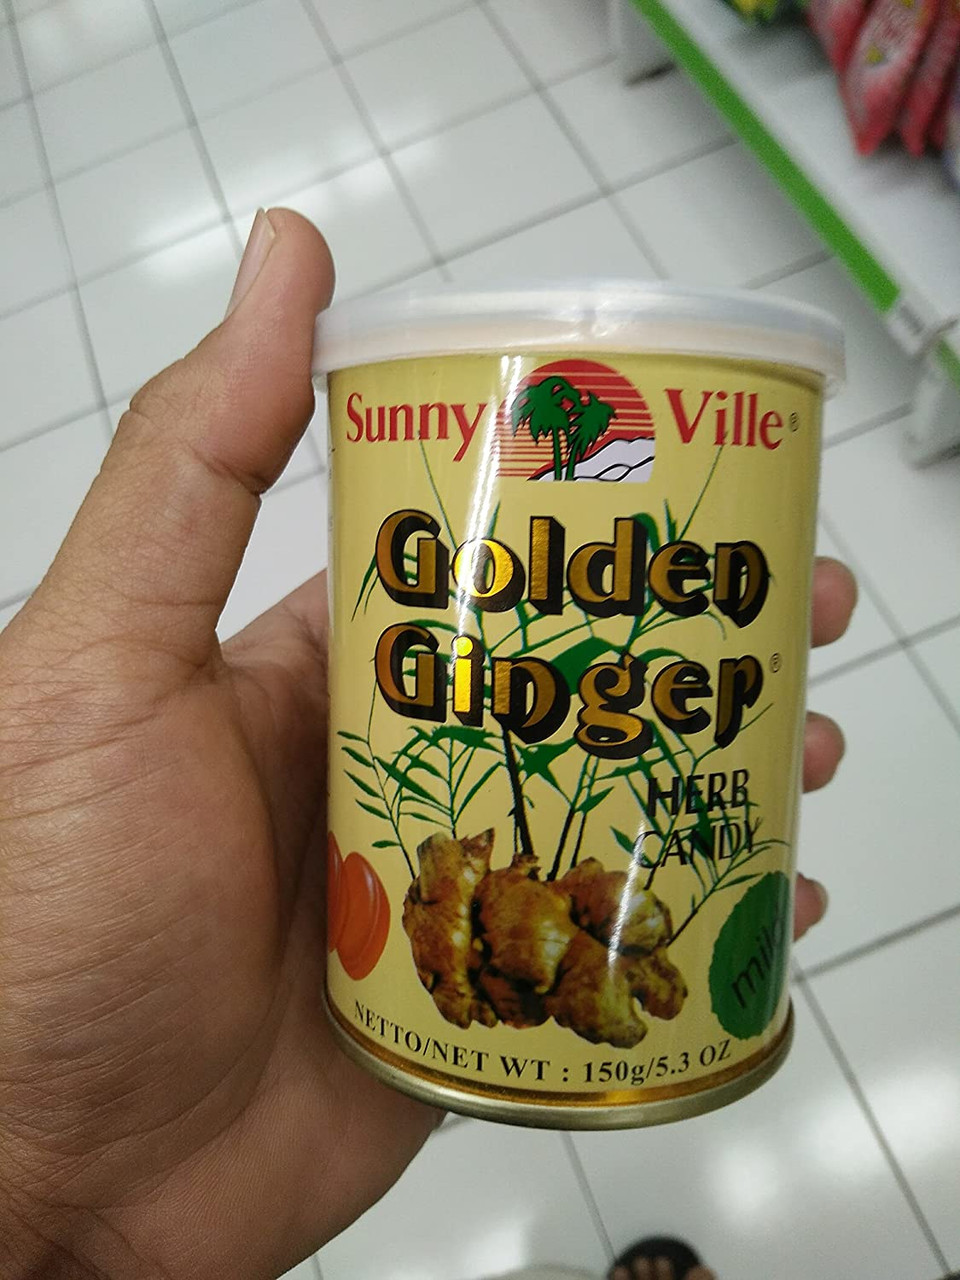 Sunny Ville®
Golden
Ginger®
HERB
CANDY
mild
NETTO/NET WT : 150g/5.3 OZ